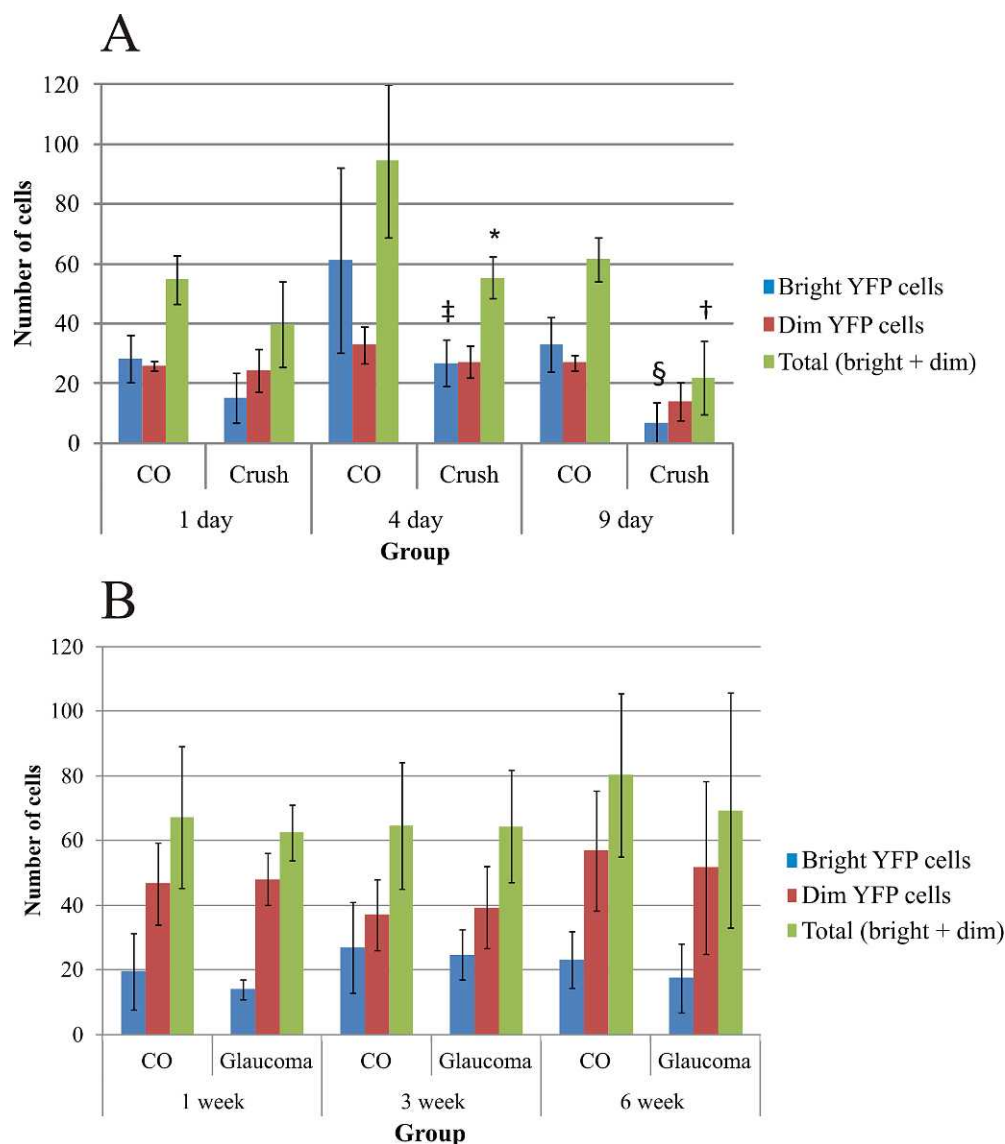 A
120
100
80
60
40
20
0
Number of cells
*
‡
†
§
Bright YFP cells
Dim YFP cells
Total (bright + dim)
CO Crush CO Crush CO Crush
1 day 4 day 9 day
Group
B
120
100
80
60
40
20
0
Number of cells
Bright YFP cells
Dim YFP cells
Total (bright + dim)
CO Glaucoma CO Glaucoma CO Glaucoma
1 week 3 week 6 week
Group